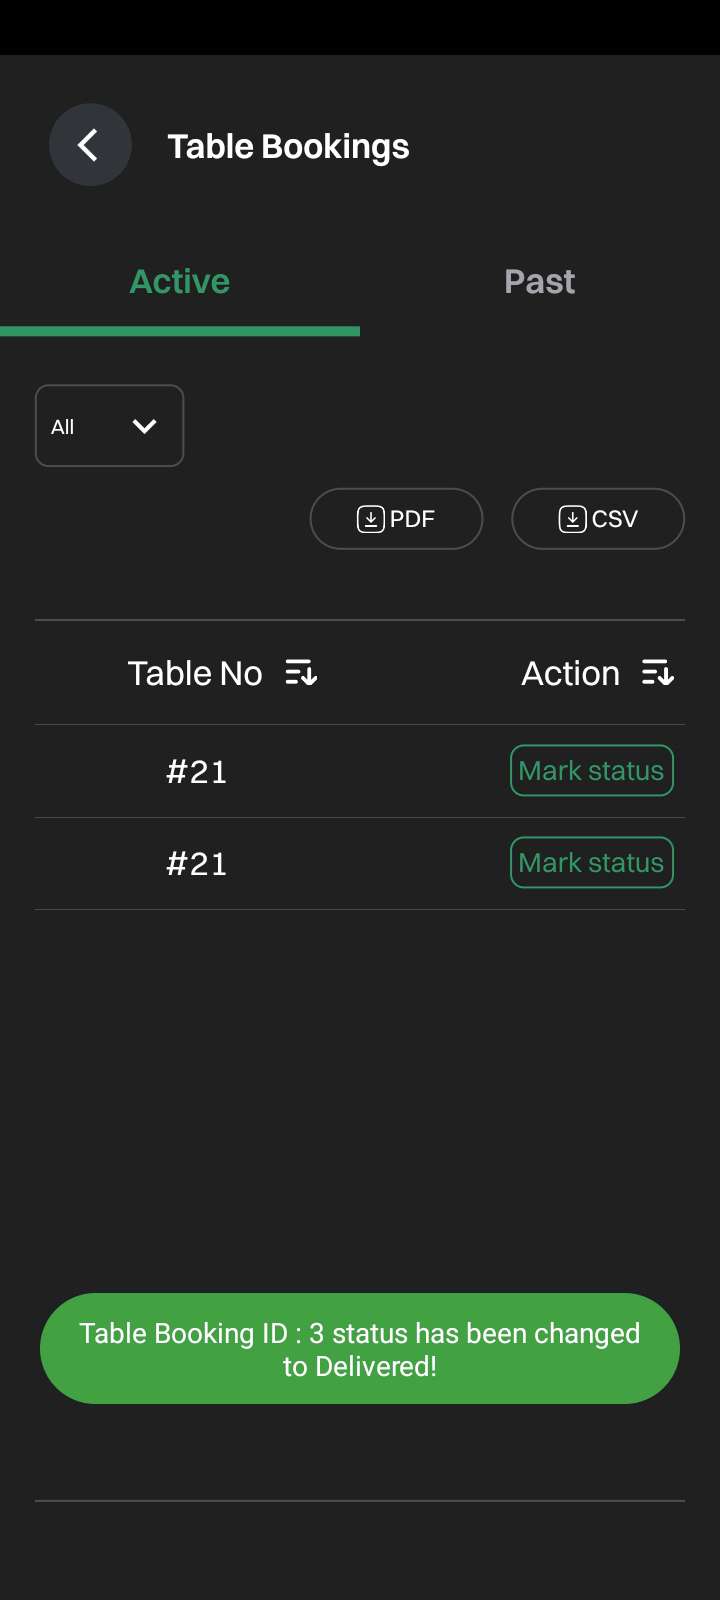 Table Bookings
Active Past
All
PDF CSV
Table No Action
#21 Mark status
#21 Mark status
Table Booking ID : 3 status has been changed
to Delivered!